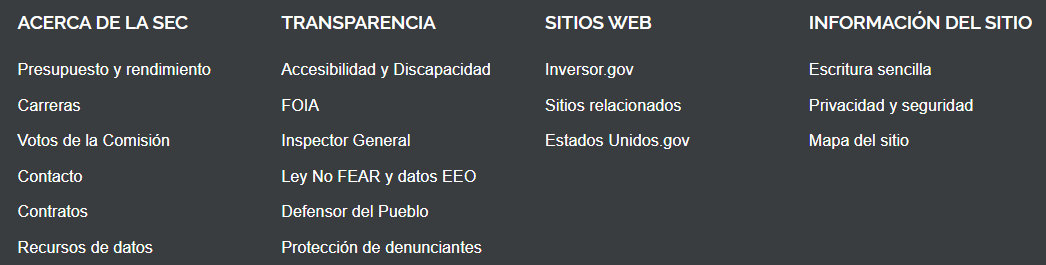 ACERCA DE LA SEC
Presupuesto y rendimiento
Carreras
Votos de la Comisión
Contacto
Contratos
Recursos de datos
TRANSPARENCIA
Accesibilidad y Discapacidad
FOIA
Inspector General
Ley No FEAR y datos EEO
Defensor del Pueblo
Protección de denunciantes
SITIOS WEB
Inversor.gov
Sitios relacionados
Estados Unidos.gov
INFORMACIÓN DEL SITIO
Escritura sencilla
Privacidad y seguridad
Mapa del sitio